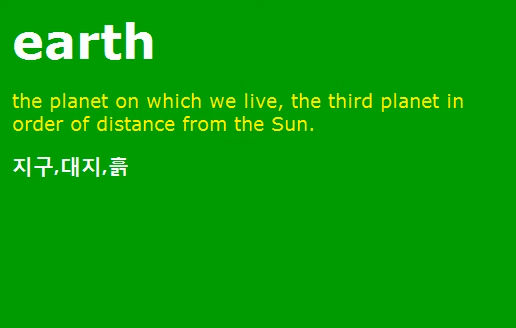 earth
the planet on which we live, the third planet in
order of distance from the Sun.
지구,대지,흙